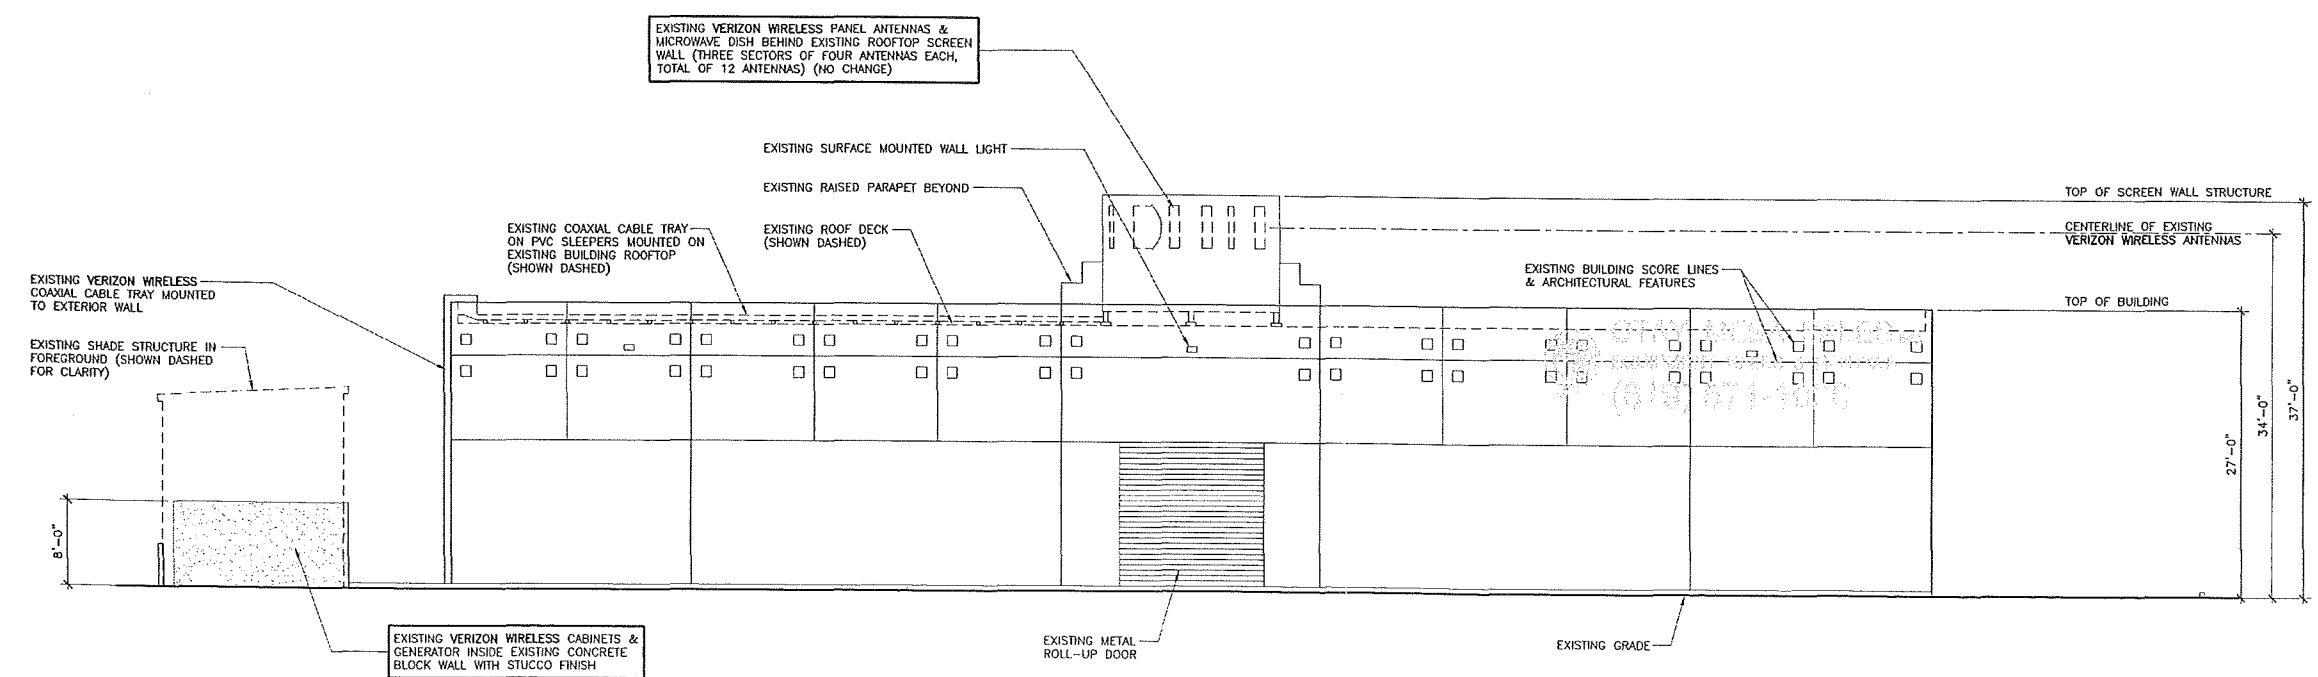 EXISTING VERIZON WIRELESS PANEL ANTENNAS &
MICROWAVE DISH BEHIND EXISTING ROOFTOP SCREEN
WALL (THREE SECTORS OF FOUR ANTENNAS EACH,
TOTAL OF 12 ANTENNAS) (NO CHANGE)
EXISTING SURFACE MOUNTED WALL LIGHT
EXISTING RAISED PARAPET BEYOND
EXISTING COAXIAL CABLE TRAY
ON PVC SLEEPERS MOUNTED ON
EXISTING BUILDING ROOFTOP
(SHOWN DASHED)
EXISTING ROOF DECK
(SHOWN DASHED)
TOP OF SCREEN WALL STRUCTURE
CENTERLINE OF EXISTING
VERIZON WIRELESS ANTENNAS
EXISTING VERIZON WIRELESS
COAXIAL CABLE TRAY MOUNTED
TO EXTERIOR WALL
EXISTING BUILDING SCORE LINES
& ARCHITECTURAL FEATURES
TOP OF BUILDING
EXISTING SHADE STRUCTURE IN
FOREGROUND (SHOWN DASHED
FOR CLARITY)
8'-0"
27'-0"
34'-0"
37'-0"
EXISTING VERIZON WIRELESS CABINETS &
GENERATOR INSIDE EXISTING CONCRETE
BLOCK WALL WITH STUCCO FINISH
EXISTING METAL
ROLL-UP DOOR
EXISTING GRADE